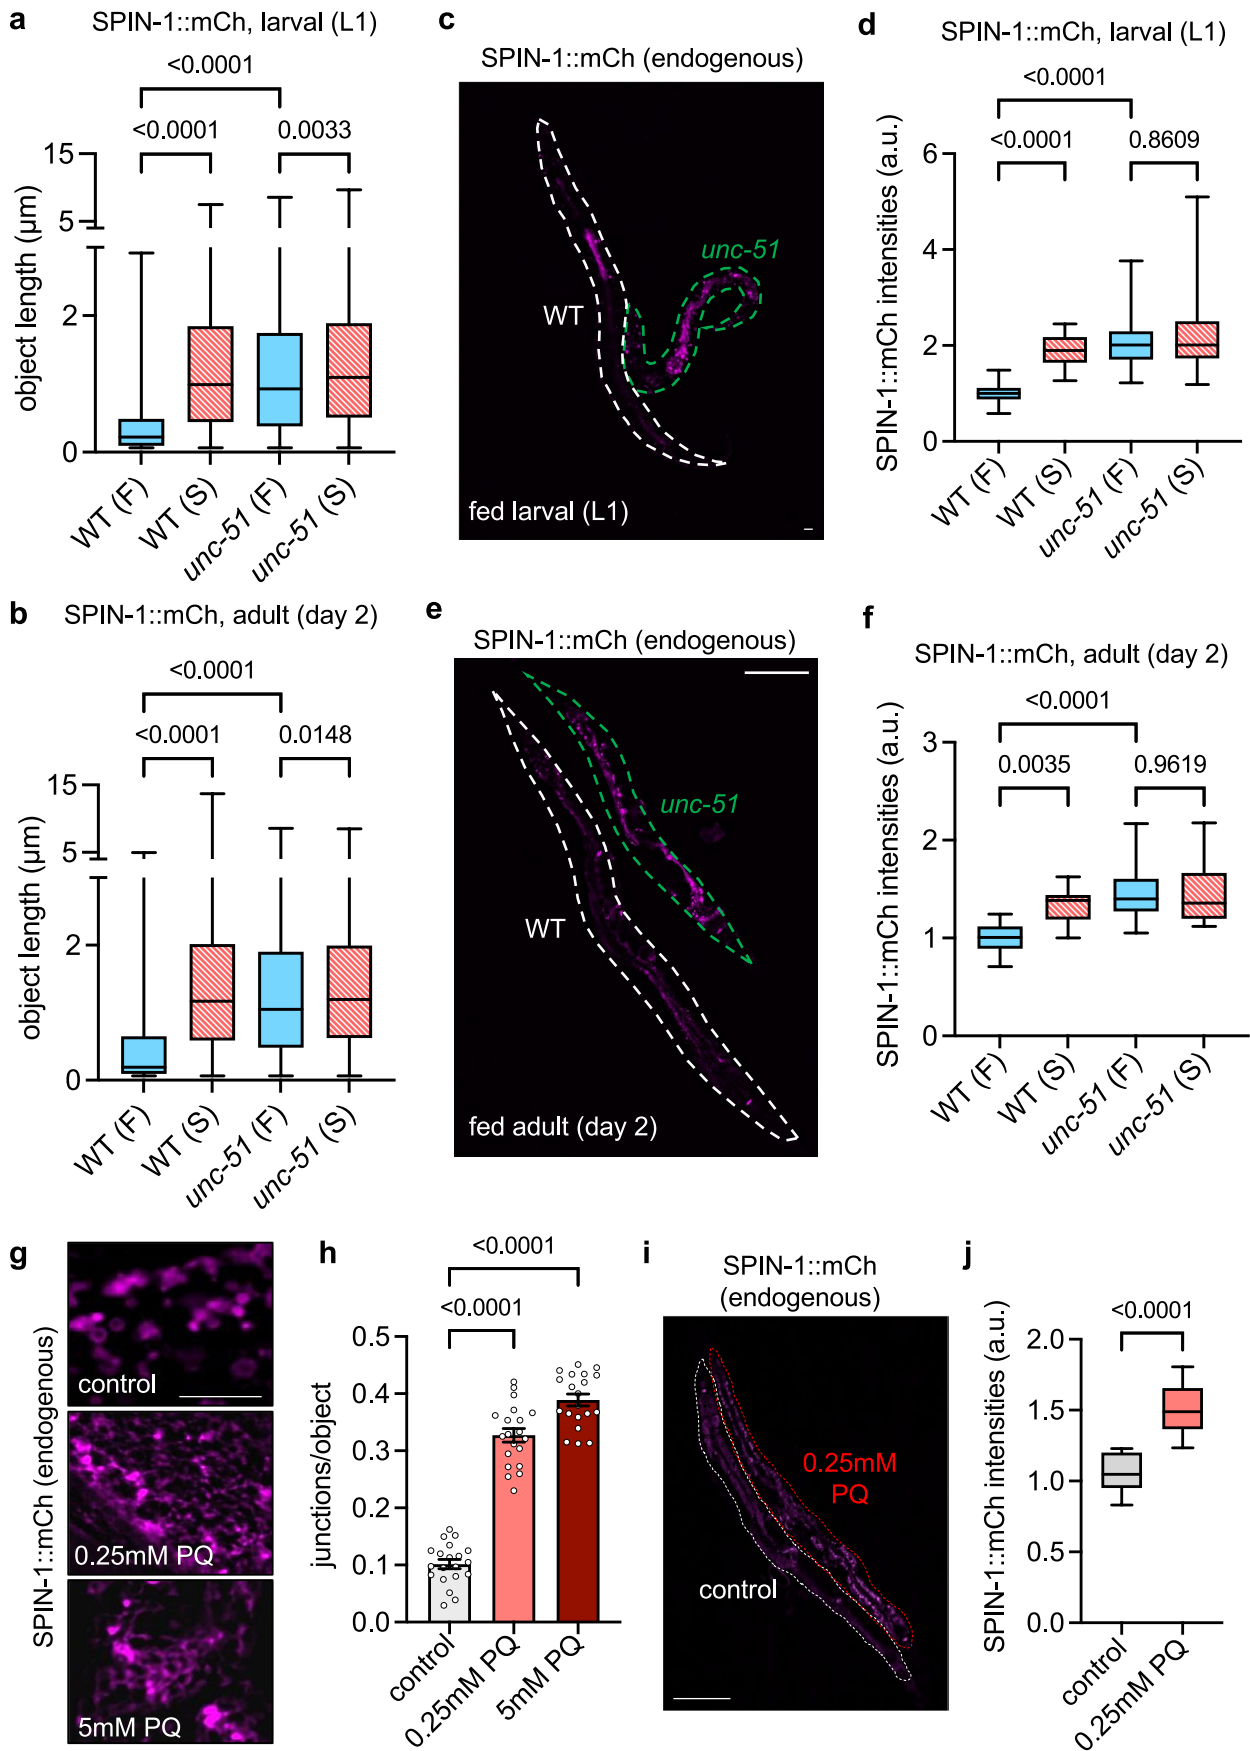 a SPIN-1::mCh, larval (L1)
<0.0001
<0.0001
0.0033
15
5
2
0
object length (µm)
WT (F)
WT (S)
unc-51 (F)
unc-51 (S)
c
SPIN-1::mCh (endogenous)
unc-51
WT
fed larval (L1)
d SPIN-1::mCh, larval (L1)
<0.0001
<0.0001
0.8609
6
4
2
0
SPIN-1::mCh intensities (a.u.)
WT (F)
WT (S)
unc-51 (F)
unc-51 (S)
b SPIN-1::mCh, adult (day 2)
<0.0001
<0.0001
0.0148
15
5
2
0
object length (µm)
WT (F)
WT (S)
unc-51 (F)
unc-51 (S)
e
SPIN-1::mCh (endogenous)
unc-51
WT
fed adult (day 2)
f
SPIN-1::mCh, adult (day 2)
<0.0001
0.0035
0.9619
3
2
1
0
SPIN-1::mCh intensities (a.u.)
WT (F)
WT (S)
unc-51 (F)
unc-51 (S)
g
SPIN-1::mCh (endogenous)
control
0.25mM PQ
5mM PQ
h
<0.0001
<0.0001
0.5
0.4
0.3
0.2
0.1
0.0
junctions/object
control
0.25mM PQ
5mM PQ
i
SPIN-1::mCh
(endogenous)
0.25mM
PQ
control
j
<0.0001
2.0
1.5
1.0
0.5
0.0
SPIN-1::mCh intensities (a.u.)
control
0.25mM PQ